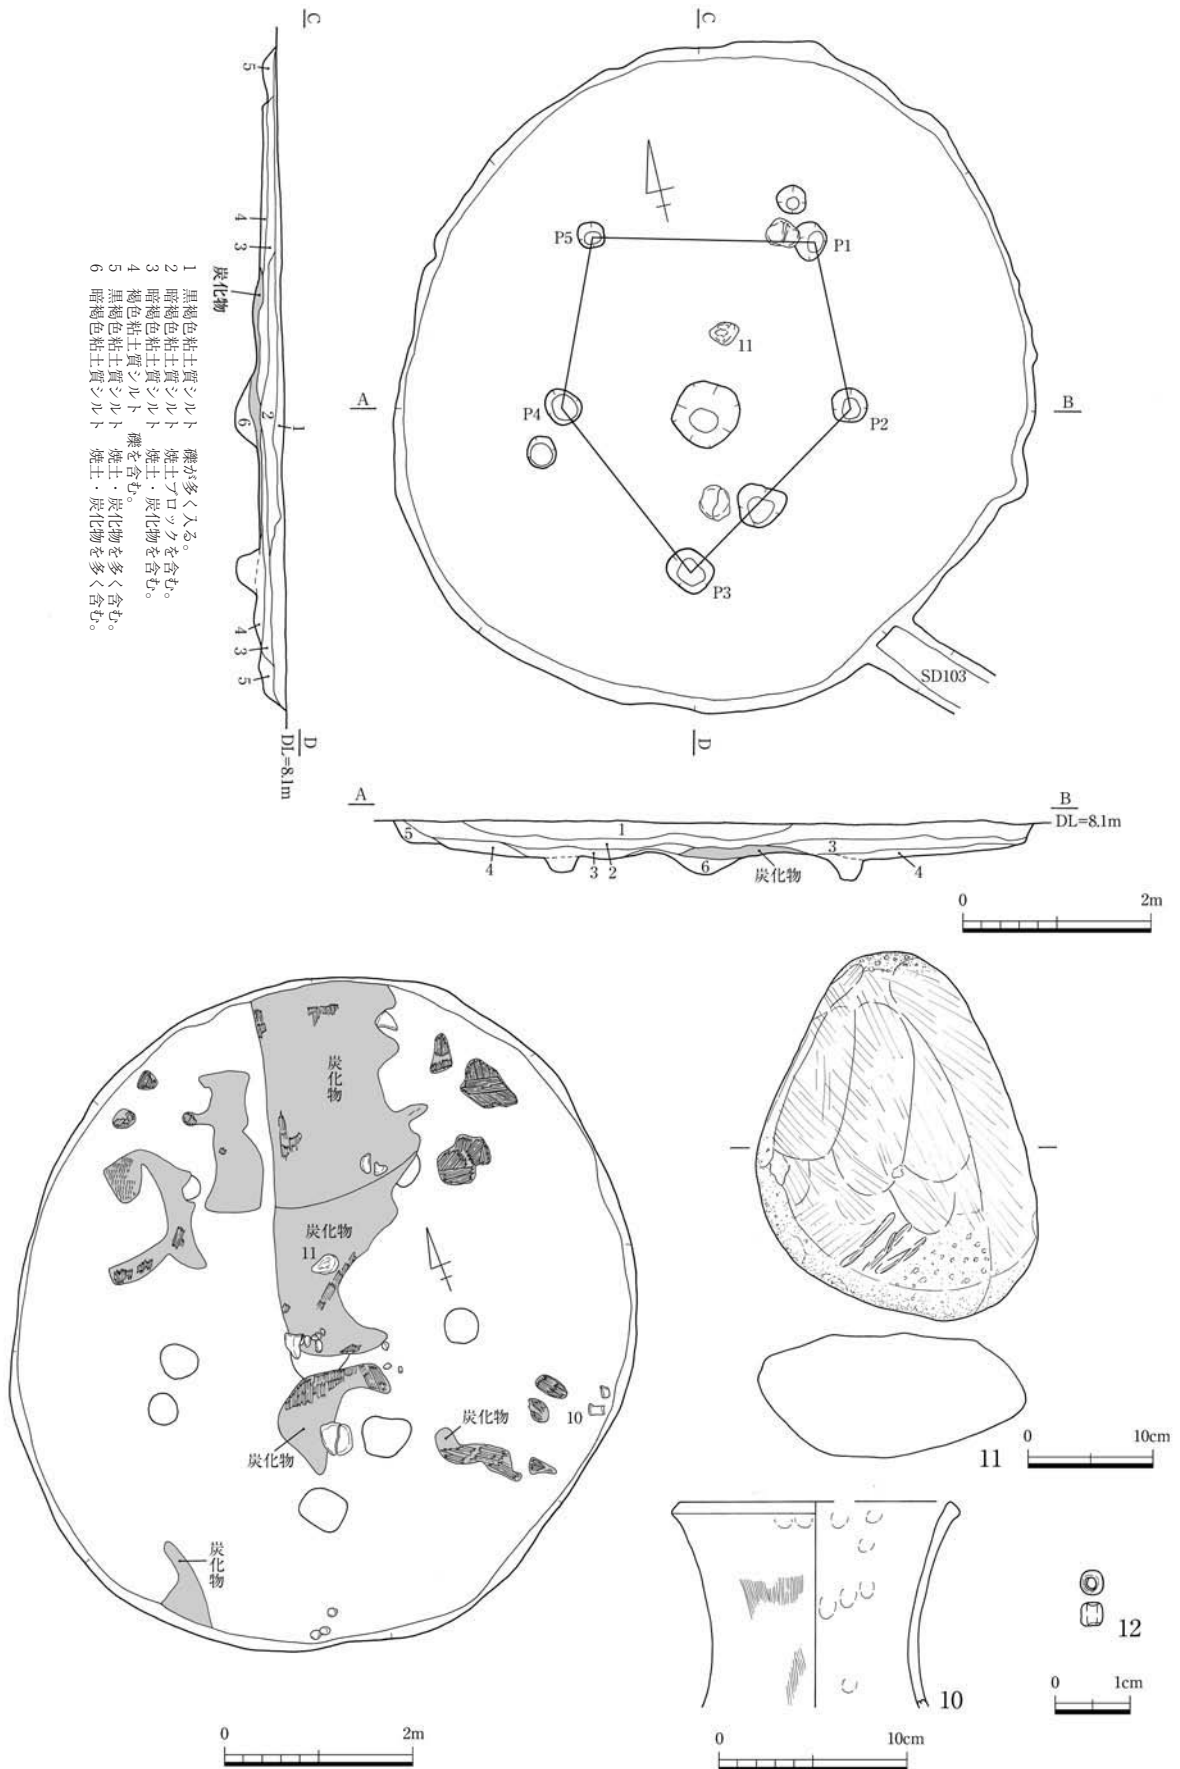 C
5
4
3
炭化物
2
1
6
4
3
5
D
DL=8.1m
1 黒褐色粘土質シルト 礫が多く入る。
2 暗褐色粘土質シルト 焼土ブロックを含む。
3 暗褐色粘土質シルト 焼土・炭化物を含む。
4 褐色粘土質シルト 礫を含む。
5 黒褐色粘土質シルト 焼土・炭化物を多く含む。
6 暗褐色粘土質シルト 焼土・炭化物を多く含む。
C
P5
P1
11
A
P4
P2
B
P3
SD103
D
A
B
DL=8.1m
5
1
3
4
3
2
6
炭化物
4
0 2m
炭化物
炭化物
11
10
炭化物
炭化物
炭化物
0 2m
11
0 10cm
10
0 10cm
12
0 1cm